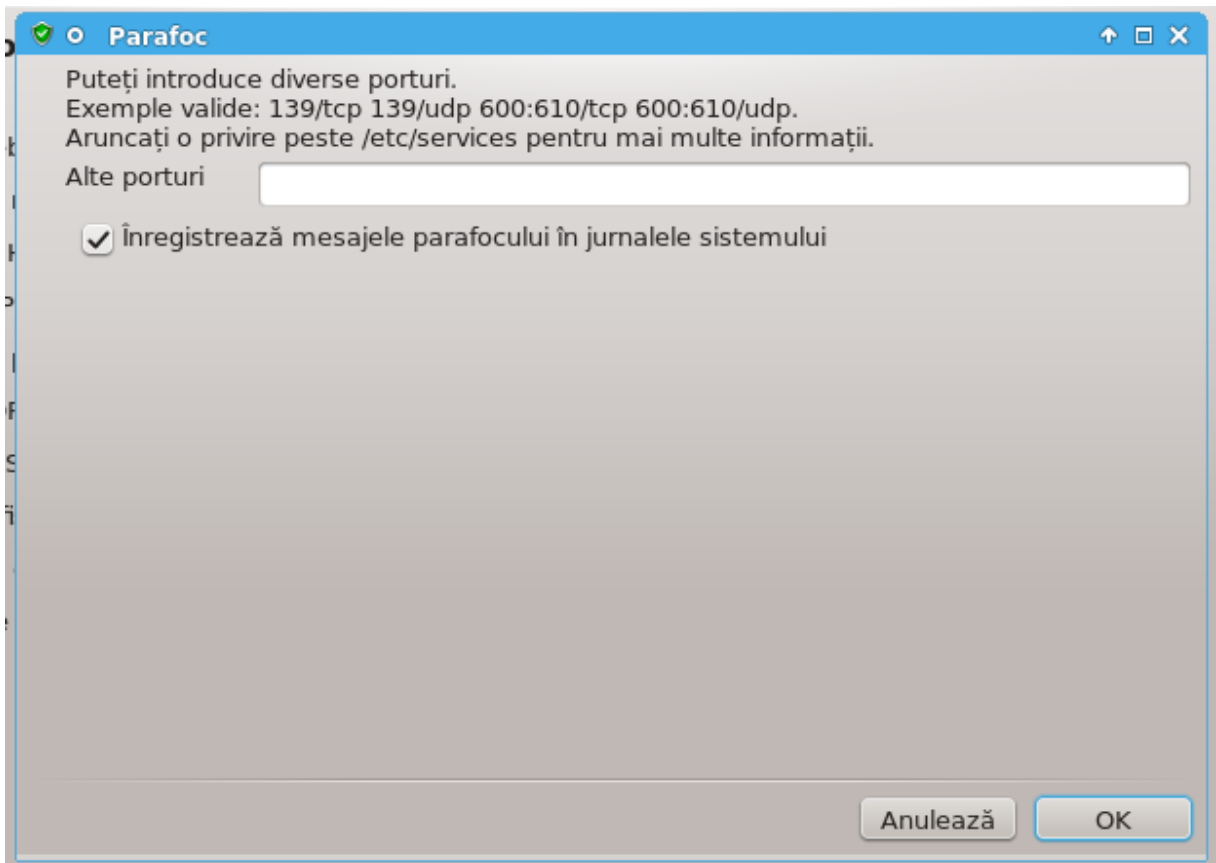 Parafoc
Puteți introduce diverse porturi.
Exemple valide: 139/tcp 139/udp 600:610/tcp 600:610/udp.
Aruncați o privire peste /etc/services pentru mai multe informații.
Alte porturi
Înregistrează mesajele parafocului în jurnalele sistemului
Anulează
OK